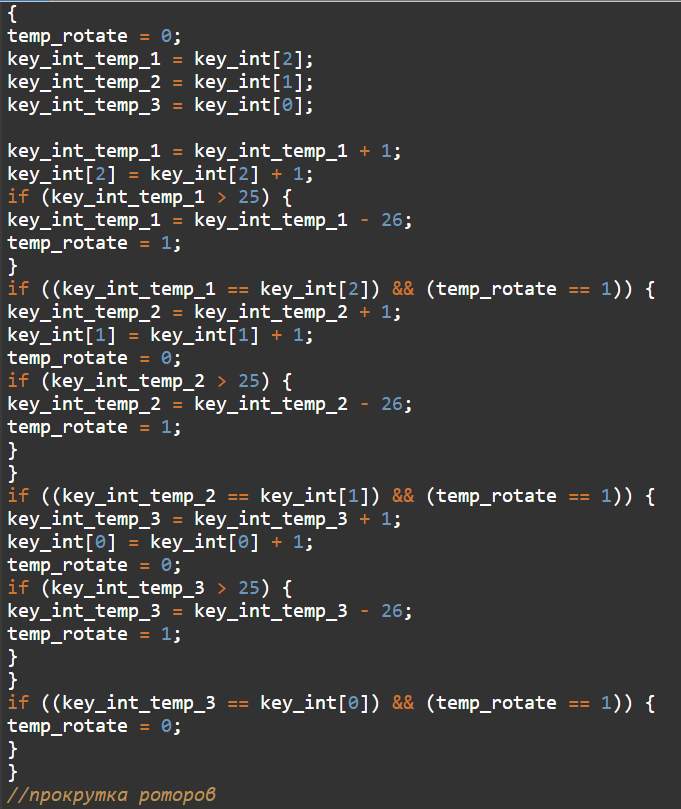 {
temp_rotate = 0;
key_int_temp_1 = key_int[2];
key_int_temp_2 = key_int[1];
key_int_temp_3 = key_int[0];

key_int_temp_1 = key_int_temp_1 + 1;
key_int[2] = key_int[2] + 1;
if (key_int_temp_1 > 25) {
key_int_temp_1 = key_int_temp_1 - 26;
temp_rotate = 1;
}
if ((key_int_temp_1 == key_int[2]) && (temp_rotate == 1)) {
key_int_temp_2 = key_int_temp_2 + 1;
key_int[1] = key_int[1] + 1;
temp_rotate = 0;
if (key_int_temp_2 > 25) {
key_int_temp_2 = key_int_temp_2 - 26;
temp_rotate = 1;
}
}
if ((key_int_temp_2 == key_int[1]) && (temp_rotate == 1)) {
key_int_temp_3 = key_int_temp_3 + 1;
key_int[0] = key_int[0] + 1;
temp_rotate = 0;
if (key_int_temp_3 > 25) {
key_int_temp_3 = key_int_temp_3 - 26;
temp_rotate = 1;
}
}
if ((key_int_temp_3 == key_int[0]) && (temp_rotate == 1)) {
temp_rotate = 0;
}
}
//прокрутка роторов